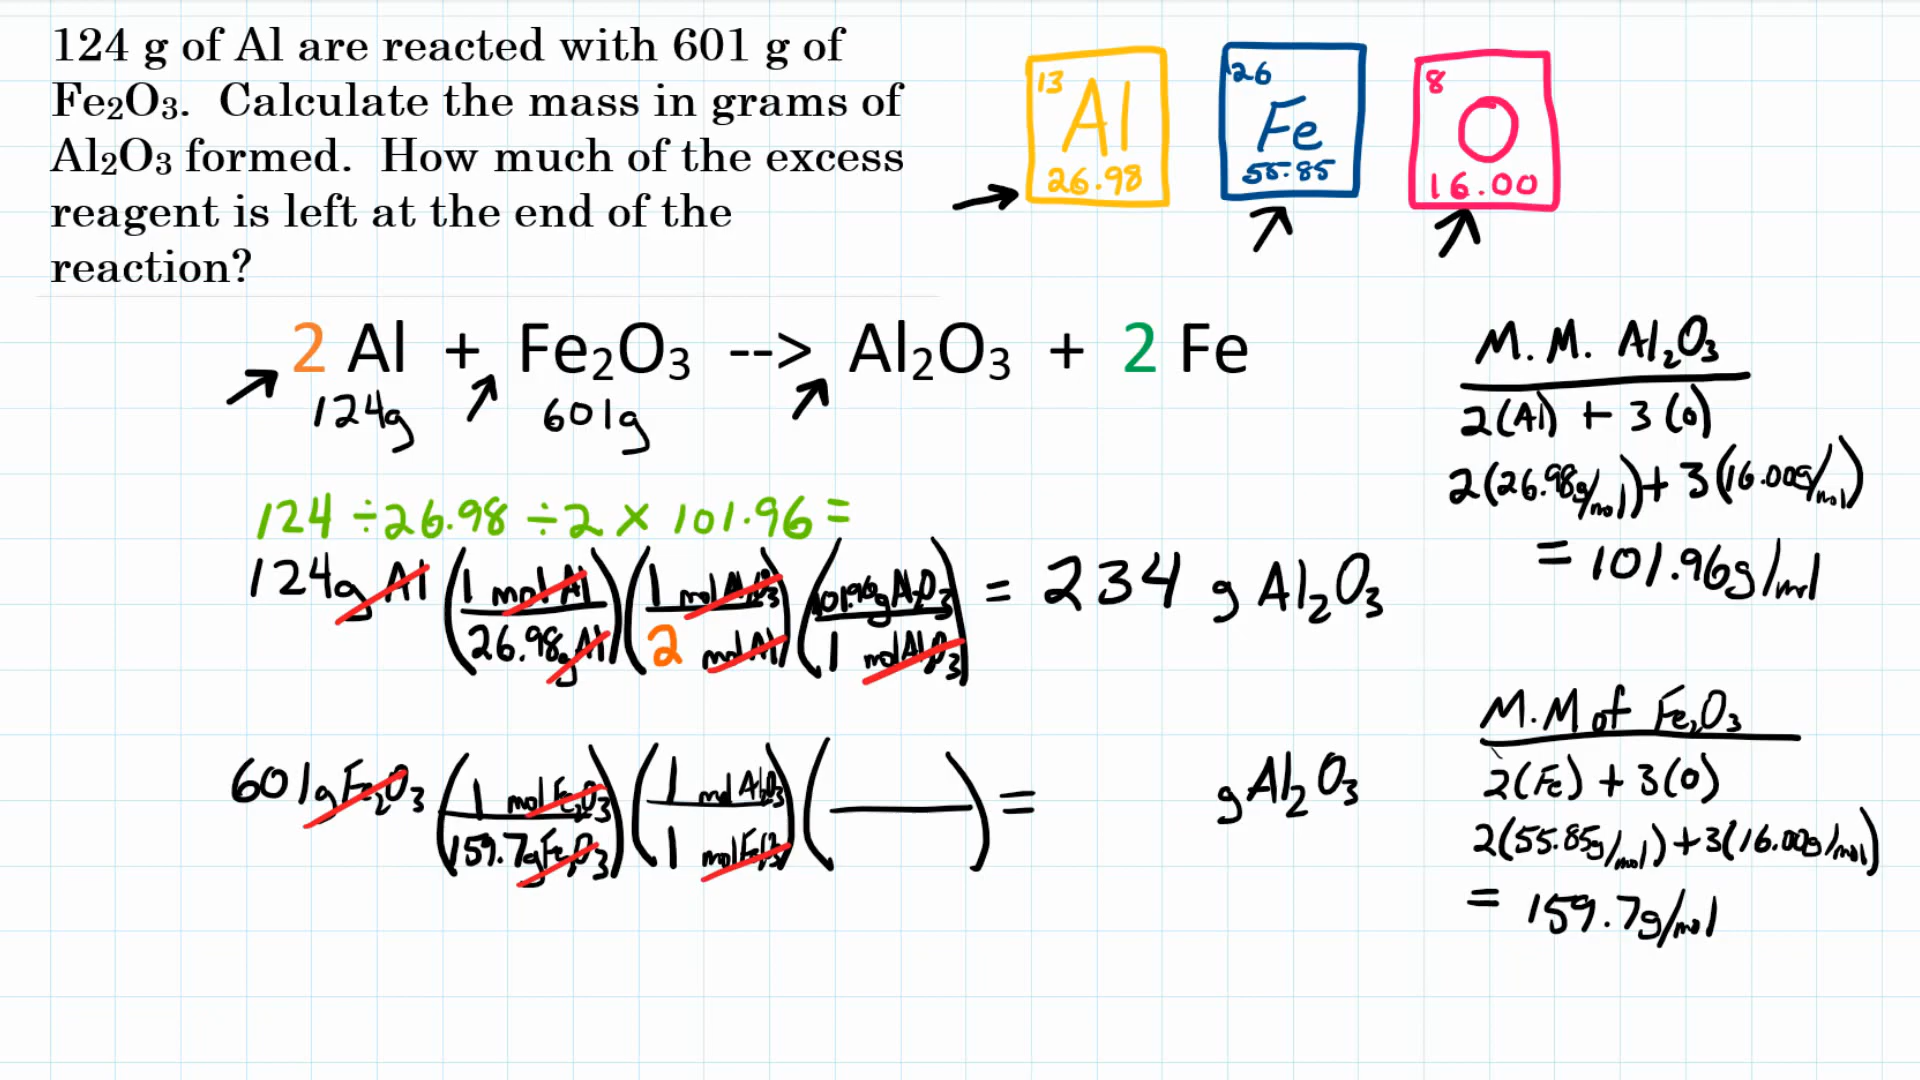 124 g of Al are reacted with 601 g of
Fe2O3. Calculate the mass in grams of
Al2O3 formed. How much of the excess
reagent is left at the end of the
reaction?
13
Al
26.98
26
Fe
55.85
8
O
16.00
2 Al + Fe₂O₃ --> Al₂O₃ + 2 Fe
124g 601g
124 ÷ 26.98 ÷ 2 × 101.96 =
124g Al (1 mol Al / 26.98g Al) (1 mol Al₂O₃ / 2 mol Al) (101.96g Al₂O₃ / 1 mol Al₂O₃) = 234 g Al₂O₃
601g Fe₂O₃ (1 mol Fe₂O₃ / 159.7g Fe₂O₃) (1 mol Al₂O₃ / 1 mol Fe₂O₃) ( ) = g Al₂O₃
M.M. Al₂O₃
2(Al) + 3(O)
2(26.98g/mol) + 3(16.00g/mol)
= 101.96g/mol
M.M of Fe₂O₃
2(Fe) + 3(O)
2(55.85g/mol) + 3(16.00g/mol)
= 159.7g/mol